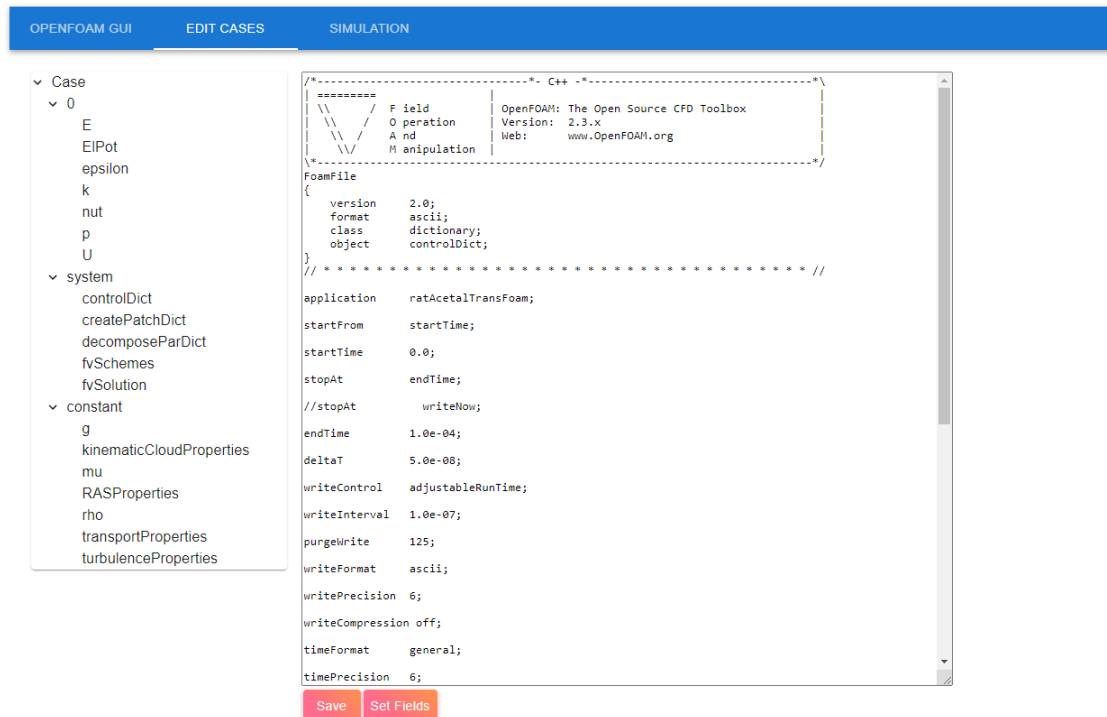 OPENFOAM GUI EDIT CASES SIMULATION
Case
0
E
ElPot
epsilon
k
nut
p
U
system
controlDict
createPatchDict
decomposeParDict
fvSchemes
fvSolution
constant
g
kinematicCloudProperties
mu
RASProperties
rho
transportProperties
turbulenceProperties
/*--------------------------------*- C++ -*----------------------------------*\
| =========                 |                                                 |
| \\      /  F ield         | OpenFOAM: The Open Source CFD Toolbox           |
|  \\    /   O peration     | Version:  2.3.x                                 |
|   \\  /    A nd           | Web:      www.OpenFOAM.org                      |
|    \\/     M anipulation  |                                                 |
\*---------------------------------------------------------------------------*/
FoamFile
{
    version     2.0;
    format      ascii;
    class       dictionary;
    object      controlDict;
}
// * * * * * * * * * * * * * * * * * * * * * * * * * * * * * * * * * * * * * //
application     ratAcetalTransFoam;
startFrom       startTime;
startTime       0.0;
stopAt          endTime;
//stopAt          writeNow;
endTime         1.0e-04;
deltaT          5.0e-08;
writeControl    adjustableRunTime;
writeInterval   1.0e-07;
purgeWrite      125;
writeFormat     ascii;
writePrecision  6;
writeCompression off;
timeFormat      general;
timePrecision   6;
Save Set Fields